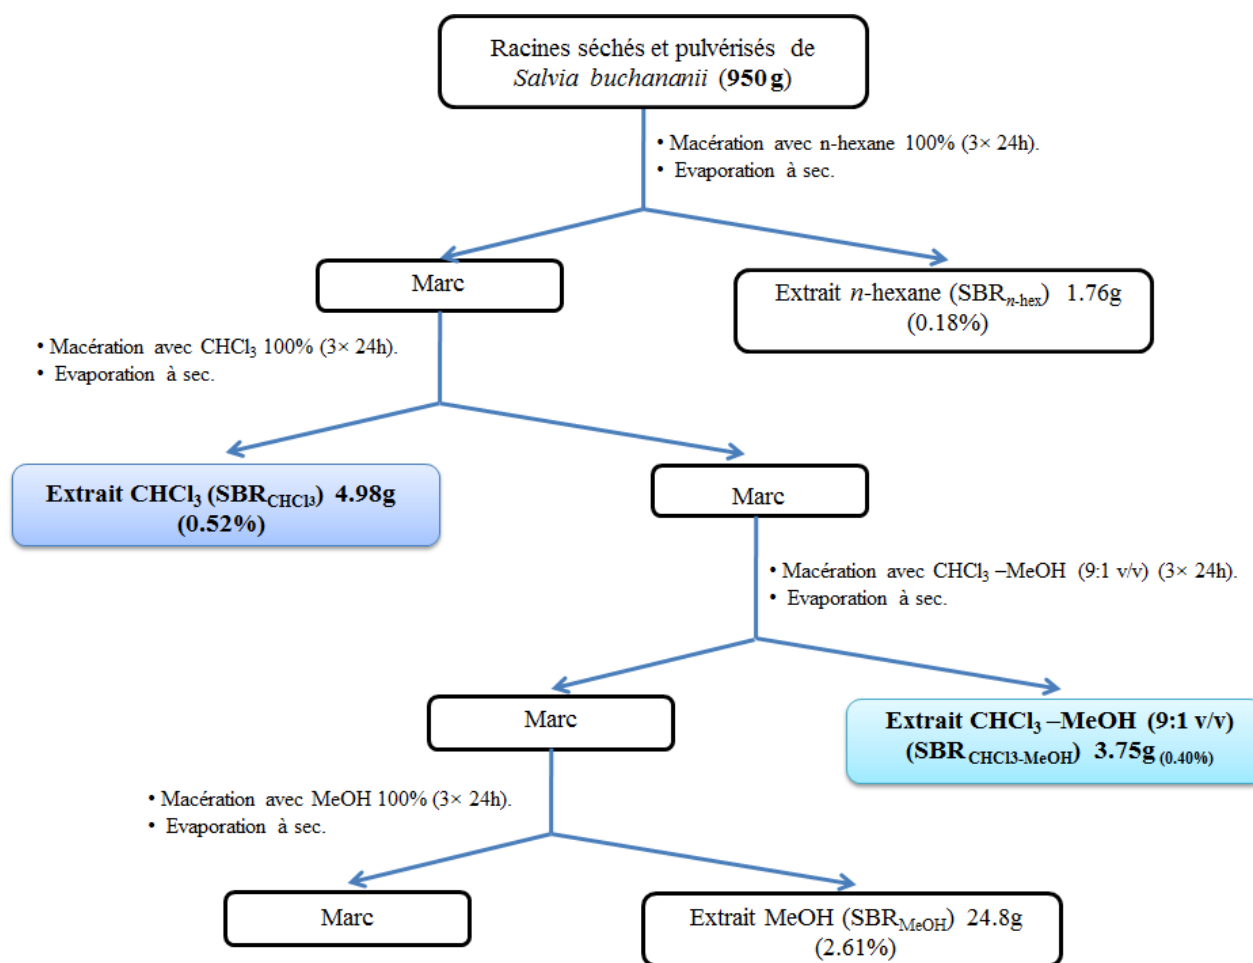 Racines séchés et pulvérisés de
Salvia buchananii (950 g)
• Macération avec n-hexane 100% (3× 24h).
• Evaporation à sec.
Marc
Extrait n-hexane (SBRn-hex) 1.76g
(0.18%)
• Macération avec CHCl₃ 100% (3× 24h).
• Evaporation à sec.
Extrait CHCl₃ (SBRCHCl₃) 4.98g
(0.52%)
Marc
• Macération avec CHCl₃ –MeOH (9:1 v/v) (3× 24h).
• Evaporation à sec.
Marc
Extrait CHCl₃ –MeOH (9:1 v/v)
(SBR CHCl3-MeOH) 3.75g (0.40%)
• Macération avec MeOH 100% (3× 24h).
• Evaporation à sec.
Marc
Extrait MeOH (SBRMeOH) 24.8g
(2.61%)